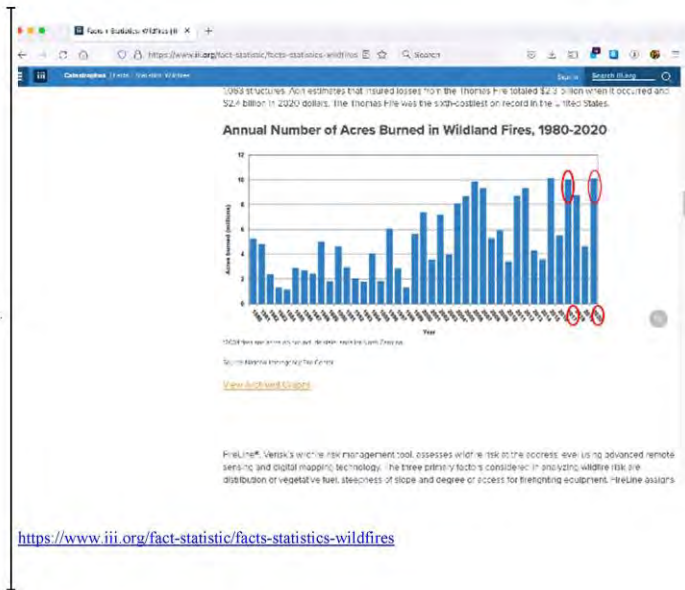 Facts + Statistics: Wildfires | III
https://www.iii.org/fact-statistic/facts-statistics-wildfires
Search
iii
Catastrophes
Sign in
Search III.org
1,063 structures. Aon estimates that insured losses from the Thomas Fire totaled $2.3 billion when it occurred and
$2.4 billion in 2020 dollars. The Thomas Fire was the sixth-costliest on record in the United States.
Annual Number of Acres Burned in Wildland Fires, 1980-2020
Acres burned (millions)
12
10
8
6
4
2
0
Year
View Archived Graphs
FireLine®, Verisk's wildfire risk management tool, assesses wildfire risk at the address level using advanced remote
sensing and digital mapping technology. The three primary factors considered in analyzing wildfire risk are
distribution of vegetative fuel, steepness of slope and degree of access for firefighting equipment. FireLine assigns
https://www.iii.org/fact-statistic/facts-statistics-wildfires